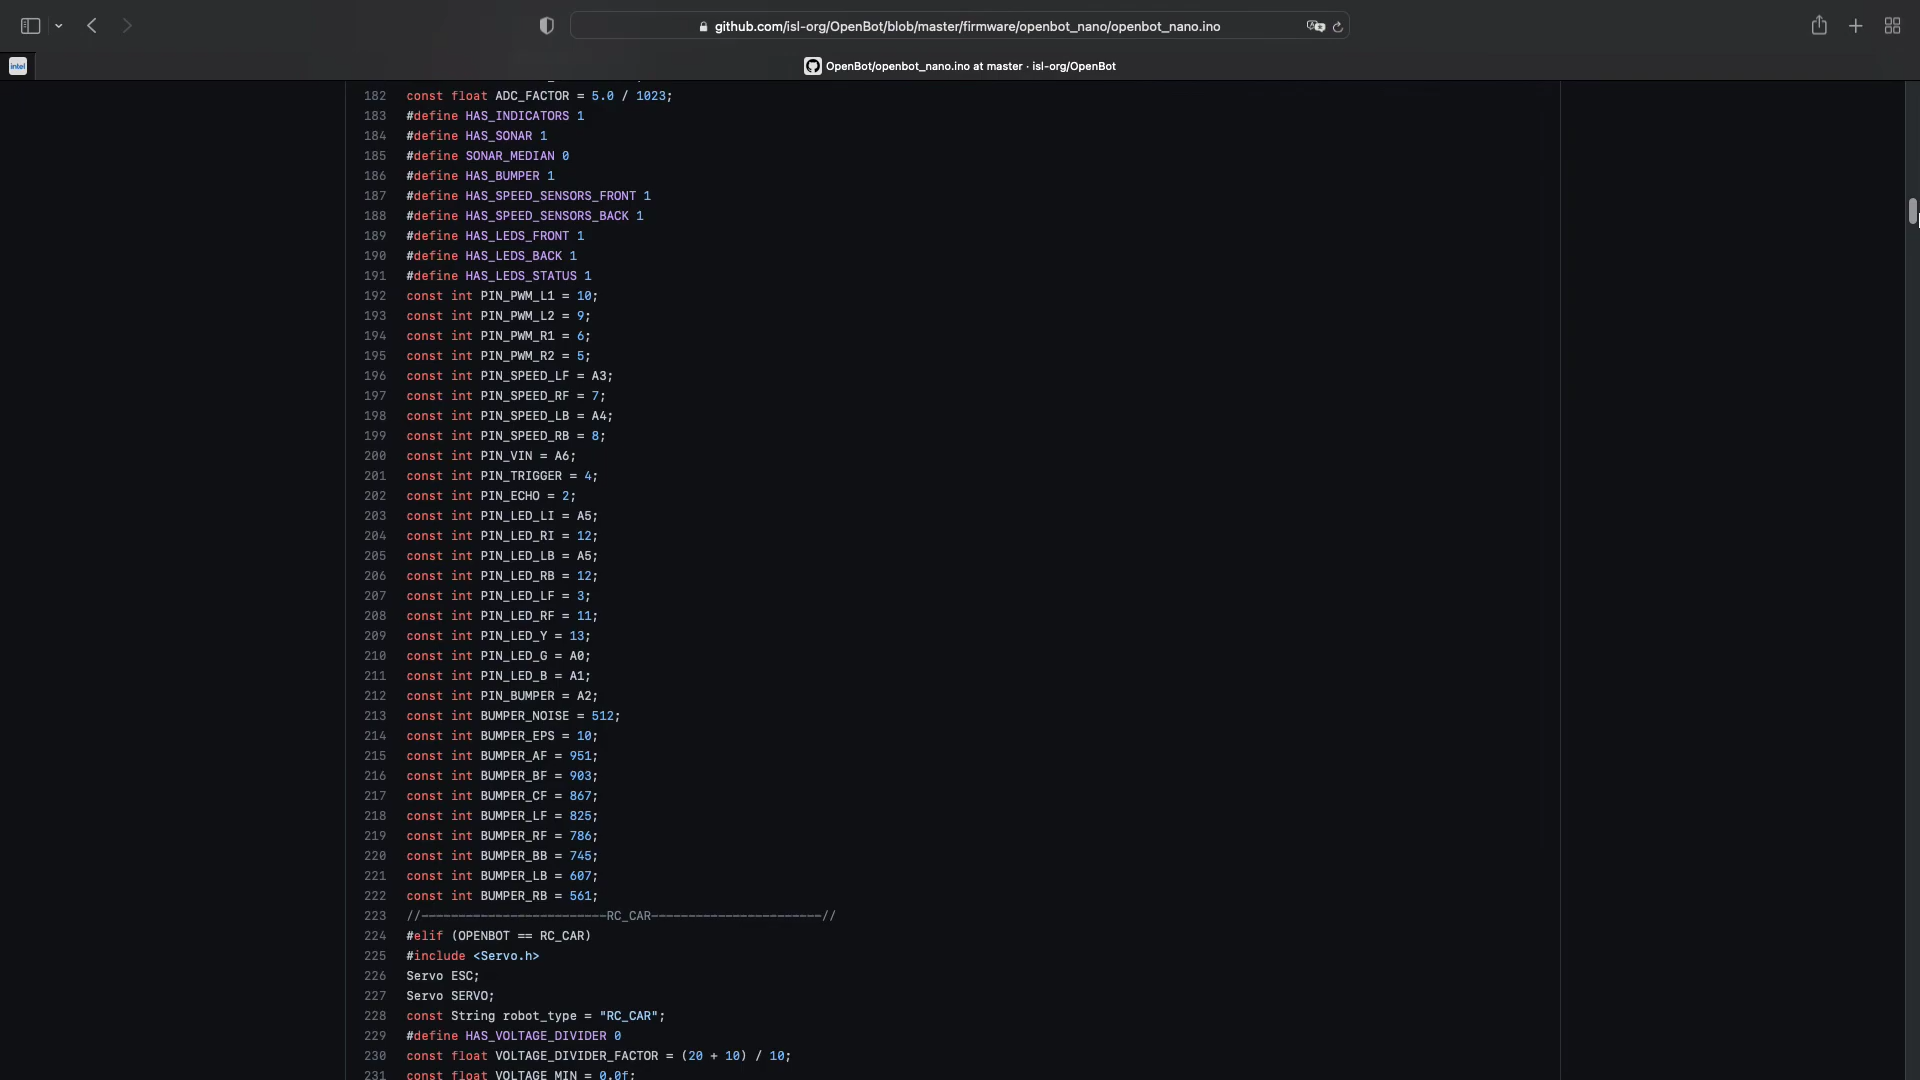 github.com/isl-org/OpenBot/blob/master/firmware/openbot_nano/openbot_nano.ino
intel
OpenBot/openbot_nano.ino at master · isl-org/OpenBot
182 const float ADC_FACTOR = 5.0 / 1023;
183 #define HAS_INDICATORS 1
184 #define HAS_SONAR 1
185 #define SONAR_MEDIAN 0
186 #define HAS_BUMPER 1
187 #define HAS_SPEED_SENSORS_FRONT 1
188 #define HAS_SPEED_SENSORS_BACK 1
189 #define HAS_LEDS_FRONT 1
190 #define HAS_LEDS_BACK 1
191 #define HAS_LEDS_STATUS 1
192 const int PIN_PWM_L1 = 10;
193 const int PIN_PWM_L2 = 9;
194 const int PIN_PWM_R1 = 6;
195 const int PIN_PWM_R2 = 5;
196 const int PIN_SPEED_LF = A3;
197 const int PIN_SPEED_RF = 7;
198 const int PIN_SPEED_LB = A4;
199 const int PIN_SPEED_RB = 8;
200 const int PIN_VIN = A6;
201 const int PIN_TRIGGER = 4;
202 const int PIN_ECHO = 2;
203 const int PIN_LED_LI = A5;
204 const int PIN_LED_RI = 12;
205 const int PIN_LED_LB = A5;
206 const int PIN_LED_RB = 12;
207 const int PIN_LED_LF = 3;
208 const int PIN_LED_RF = 11;
209 const int PIN_LED_Y = 13;
210 const int PIN_LED_G = A0;
211 const int PIN_LED_B = A1;
212 const int PIN_BUMPER = A2;
213 const int BUMPER_NOISE = 512;
214 const int BUMPER_EPS = 10;
215 const int BUMPER_AF = 951;
216 const int BUMPER_BF = 903;
217 const int BUMPER_CF = 867;
218 const int BUMPER_LF = 825;
219 const int BUMPER_RF = 786;
220 const int BUMPER_BB = 745;
221 const int BUMPER_LB = 607;
222 const int BUMPER_RB = 561;
223 //-------------------------RC_CAR-----------------------//
224 #elif (OPENBOT == RC_CAR)
225 #include <Servo.h>
226 Servo ESC;
227 Servo SERVO;
228 const String robot_type = "RC_CAR";
229 #define HAS_VOLTAGE_DIVIDER 0
230 const float VOLTAGE_DIVIDER_FACTOR = (20 + 10) / 10;
231 const float VOLTAGE_MIN = 0.0f;